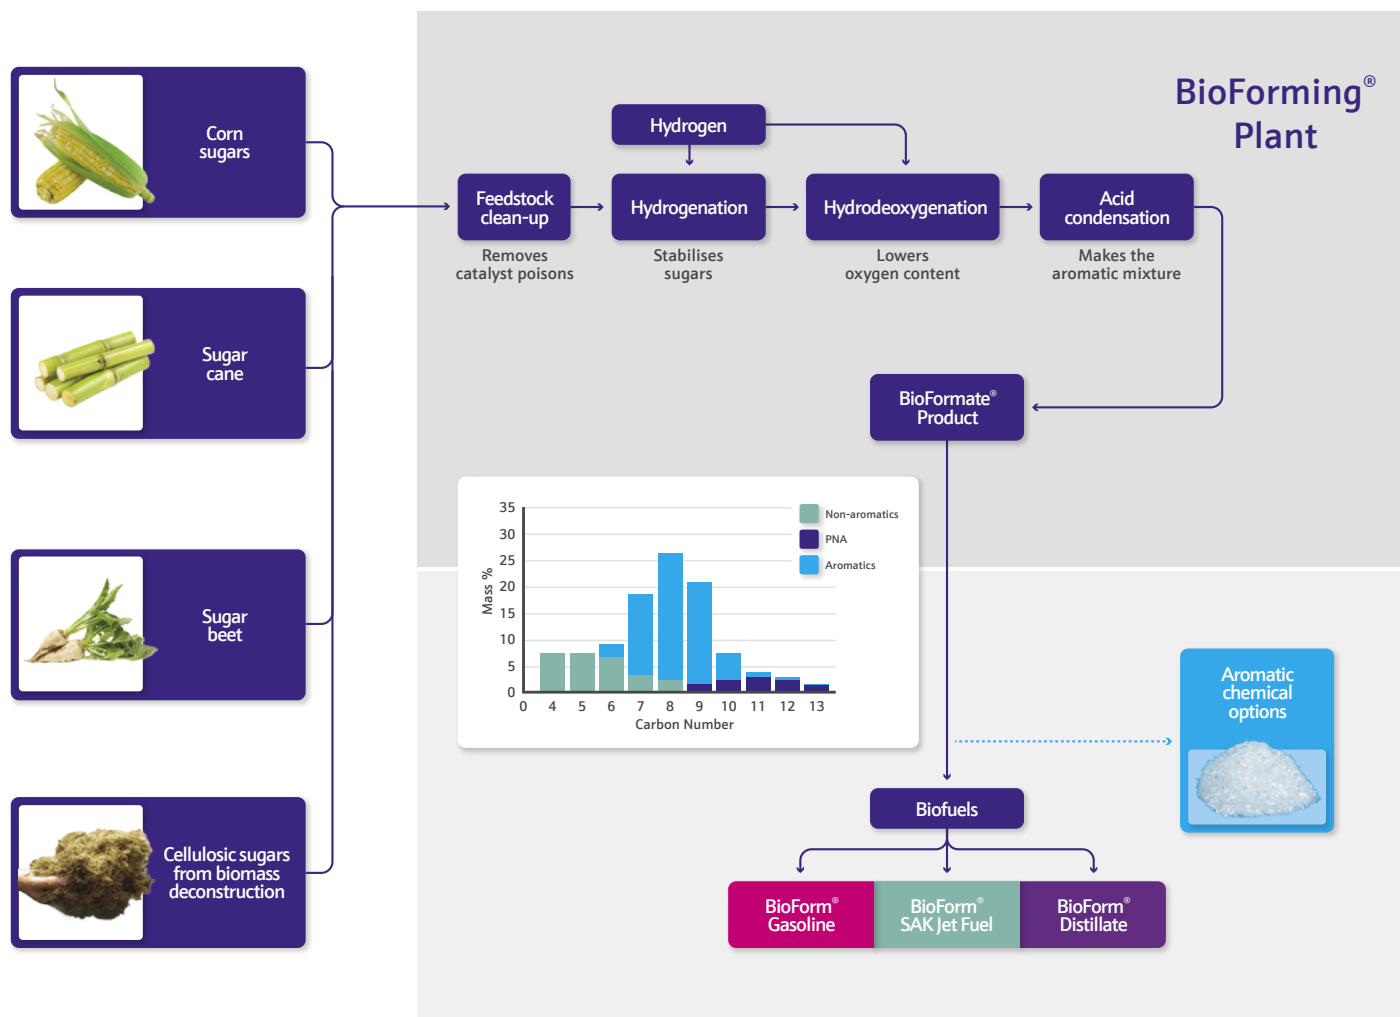 BioForming®
Plant
Corn
sugars
Sugar
cane
Sugar
beet
Cellulosic sugars
from biomass
deconstruction
Hydrogen
Feedstock
clean-up
Hydrogenation
Hydrodeoxygenation
Acid
condensation
Removes
catalyst poisons
Stabilises
sugars
Lowers
oxygen content
Makes the
aromatic mixture
BioFormate®
Product
Mass %
35
30
25
20
15
10
5
0
0 4 5 6 7 8 9 10 11 12 13
Carbon Number
Non-aromatics
PNA
Aromatics
Aromatic
chemical
options
Biofuels
BioForm®
Gasoline
BioForm®
SAK Jet Fuel
BioForm®
Distillate